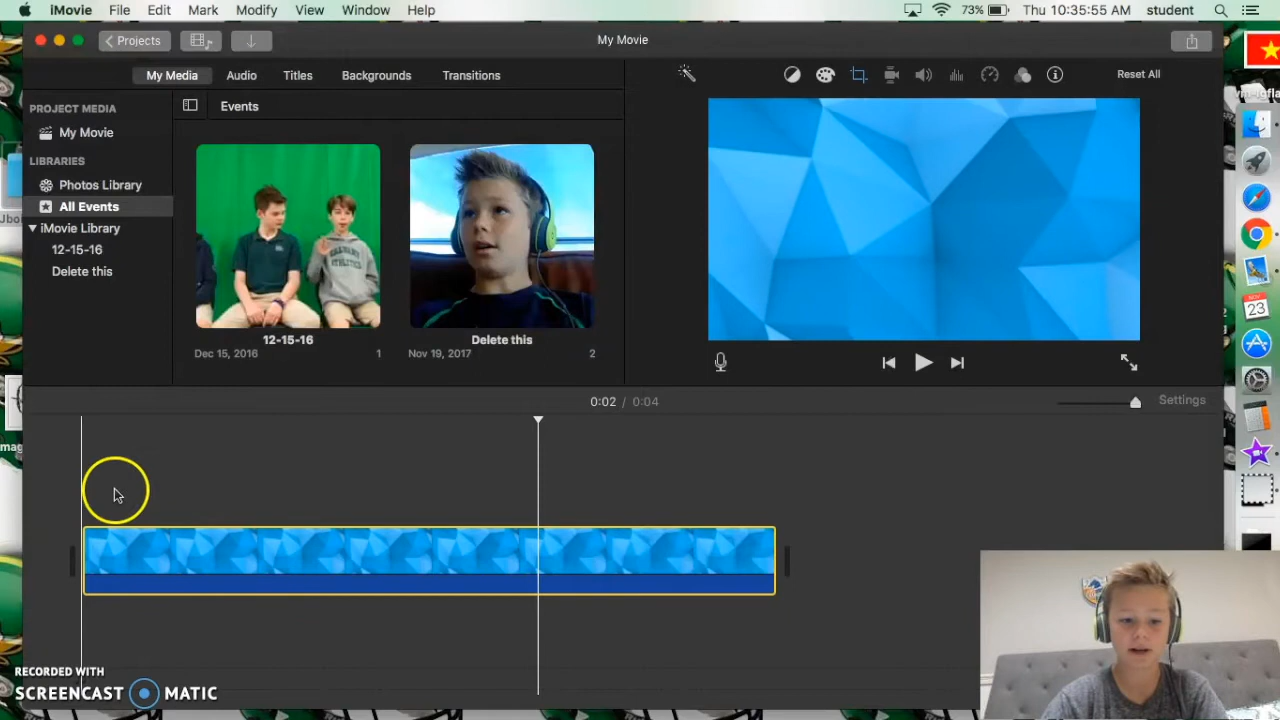 iMovie File Edit Mark Modify View Window Help 73% Thu 10:35:55 AM student
Projects My Movie
My Media Audio Titles Backgrounds Transitions Reset All
PROJECT MEDIA
My Movie
LIBRARIES
Photos Library
All Events
iMovie Library
12-15-16
Delete this
Events
12-15-16
Dec 15, 2016 1
Delete this
Nov 19, 2017 2
0:02 / 0:04 Settings
NOV
23
RECORDED WITH
SCREENCAST MATIC